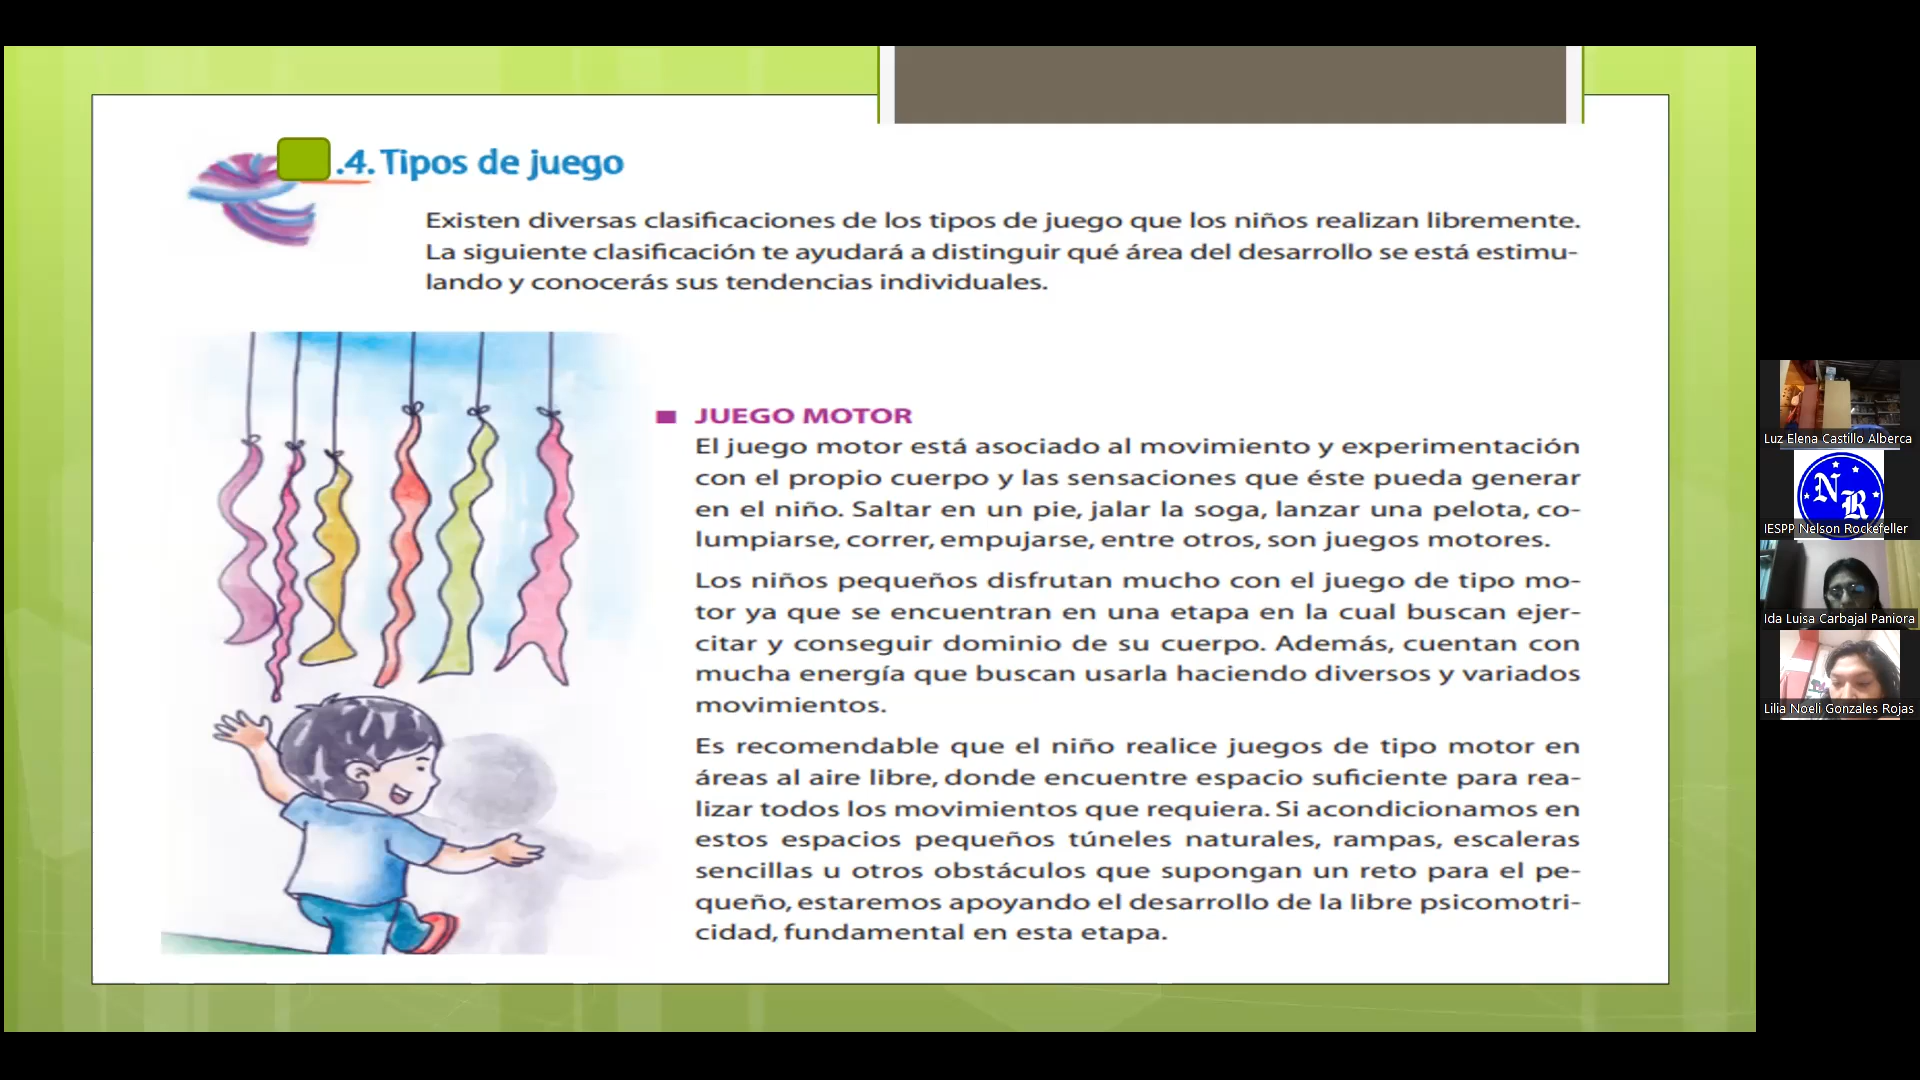 .4. Tipos de juego
Existen diversas clasificaciones de los tipos de juego que los niños realizan libremente.
La siguiente clasificación te ayudará a distinguir qué área del desarrollo se está estimu-
lando y conocerás sus tendencias individuales.
JUEGO MOTOR
El juego motor está asociado al movimiento y experimentación
con el propio cuerpo y las sensaciones que éste pueda generar
en el niño. Saltar en un pie, jalar la soga, lanzar una pelota, co-
lumpiarse, correr, empujarse, entre otros, son juegos motores.
Los niños pequeños disfrutan mucho con el juego de tipo mo-
tor ya que se encuentran en una etapa en la cual buscan ejer-
citar y conseguir dominio de su cuerpo. Además, cuentan con
mucha energía que buscan usarla haciendo diversos y variados
movimientos.
Es recomendable que el niño realice juegos de tipo motor en
áreas al aire libre, donde encuentre espacio suficiente para rea-
lizar todos los movimientos que requiera. Si acondicionamos en
estos espacios pequeños túneles naturales, rampas, escaleras
sencillas u otros obstáculos que supongan un reto para el pe-
queño, estaremos apoyando el desarrollo de la libre psicomotri-
cidad, fundamental en esta etapa.
Luz Elena Castillo Alberca
N R
IESPP Nelson Rockefeller
Ida Luisa Carbajal Paniora
Lilia Noeli Gonzales Rojas